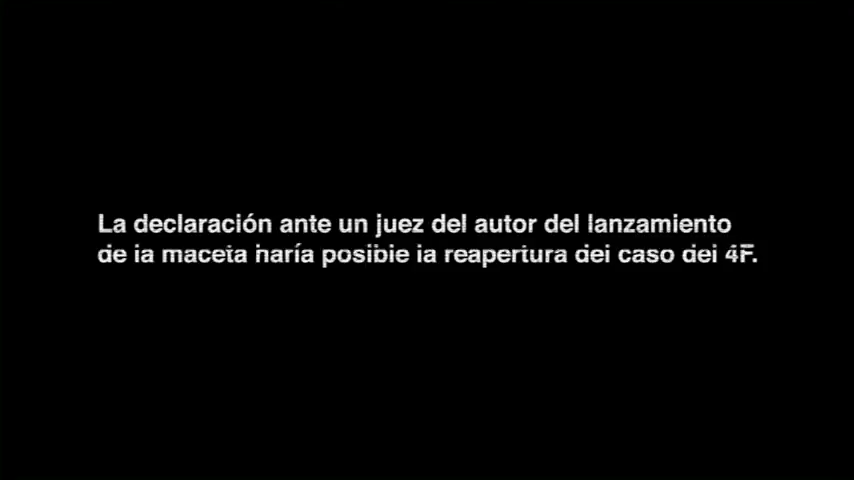 La declaración ante un juez del autor del lanzamiento
de la maceta haría posible la reapertura del caso del 4F.